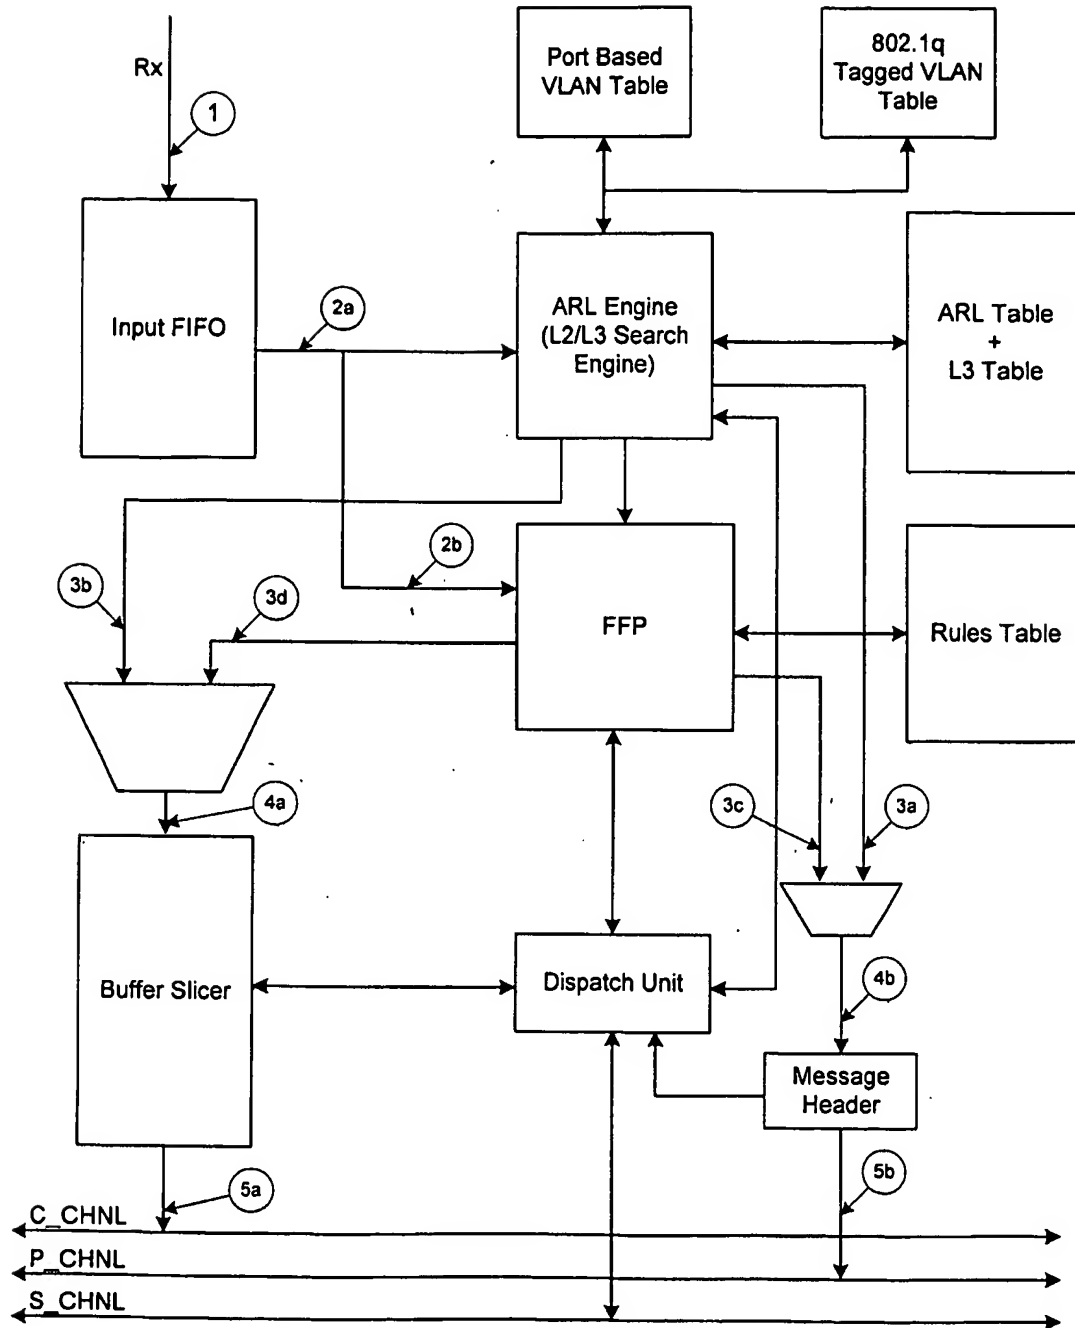 Rx
1
Port Based
VLAN Table
802.1q
Tagged VLAN
Table
Input FIFO
2a
ARL Engine
(L2/L3 Search
Engine)
ARL Table
+
L3 Table
2b
3b
3d
FFP
Rules Table
4a
3c
3a
Buffer Slicer
Dispatch Unit
4b
Message
Header
5a
5b
C_CHNL
P_CHNL
S_CHNL